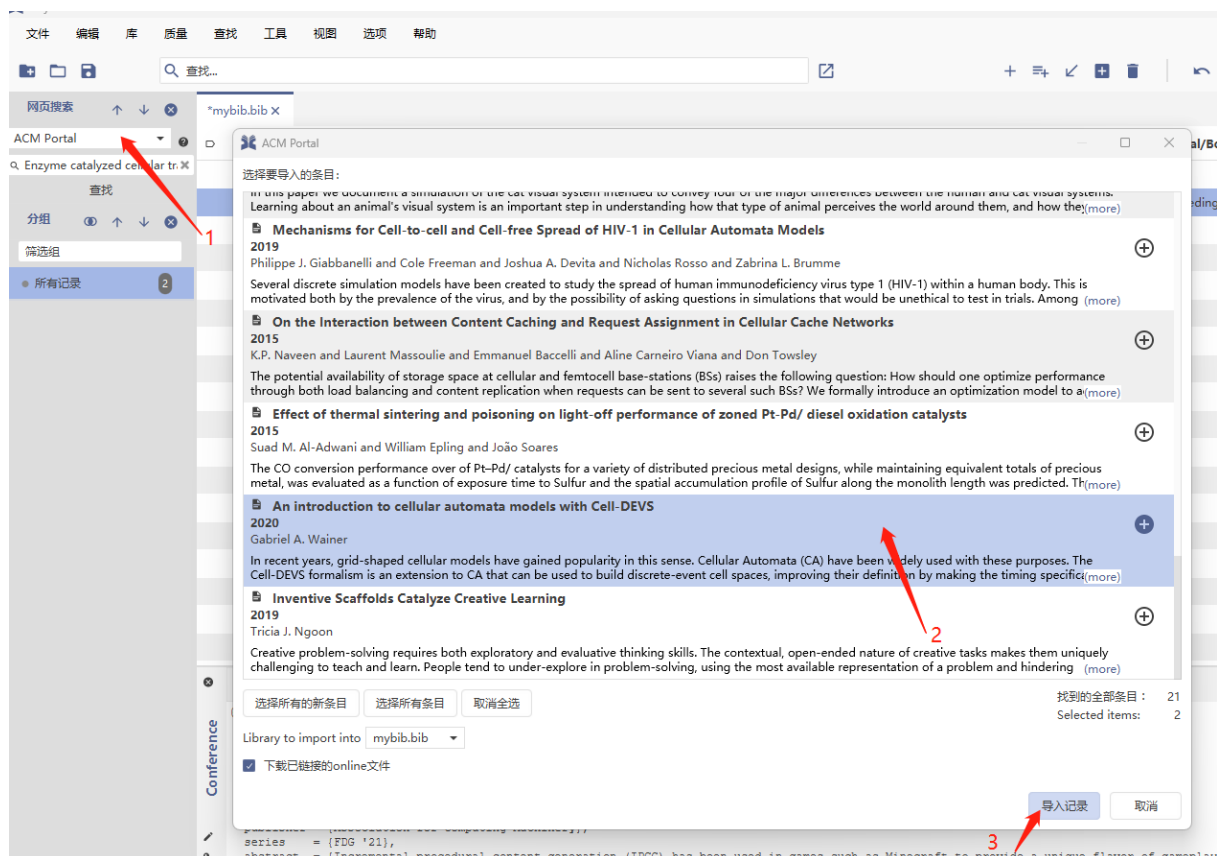 文件 编辑 库 质量 查找 工具 视图 选项 帮助
查找...
网页搜索
*mybib.bib
ACM Portal
Enzyme catalyzed cellular tr
查找
分组
筛选组
所有记录 2
1
ACM Portal
al/Bo
eding
选择要导入的条目:
In this paper we document a simulation of the cat visual system intended to convey four of the major differences between the human and cat visual systems.
Learning about an animal's visual system is an important step in understanding how that type of animal perceives the world around them, and how they(more)
Mechanisms for Cell-to-cell and Cell-free Spread of HIV-1 in Cellular Automata Models
2019
Philippe J. Giabbanelli and Cole Freeman and Joshua A. Devita and Nicholas Rosso and Zabrina L. Brumme
Several discrete simulation models have been created to study the spread of human immunodeficiency virus type 1 (HIV-1) within a human body. This is
motivated both by the prevalence of the virus, and by the possibility of asking questions in simulations that would be unethical to test in trials. Among (more)
On the Interaction between Content Caching and Request Assignment in Cellular Cache Networks
2015
K.P. Naveen and Laurent Massoulie and Emmanuel Baccelli and Aline Carneiro Viana and Don Towsley
The potential availability of storage space at cellular and femtocell base-stations (BSs) raises the following question: How should one optimize performance
through both load balancing and content replication when requests can be sent to several such BSs? We formally introduce an optimization model to a(more)
Effect of thermal sintering and poisoning on light-off performance of zoned Pt-Pd/ diesel oxidation catalysts
2015
Suad M. Al-Adwani and William Epling and João Soares
The CO conversion performance over of Pt–Pd/ catalysts for a variety of distributed precious metal designs, while maintaining equivalent totals of precious
metal, was evaluated as a function of exposure time to Sulfur and the spatial accumulation profile of Sulfur along the monolith length was predicted. Th(more)
An introduction to cellular automata models with Cell-DEVS
2020
Gabriel A. Wainer
In recent years, grid-shaped cellular models have gained popularity in this sense. Cellular Automata (CA) have been widely used with these purposes. The
Cell-DEVS formalism is an extension to CA that can be used to build discrete-event cell spaces, improving their definition by making the timing specifica(more)
Inventive Scaffolds Catalyze Creative Learning
2019
Tricia J. Ngoon
2
Creative problem-solving requires both exploratory and evaluative thinking skills. The contextual, open-ended nature of creative tasks makes them uniquely
challenging to teach and learn. People tend to under-explore in problem-solving, using the most available representation of a problem and hindering (more)
选择所有的新条目 选择所有条目 取消全选
找到的全部条目: 21
Selected items: 2
Library to import into mybib.bib
下载已链接的online文件
Conference
导入记录 取消
3
series = {FDG '21},